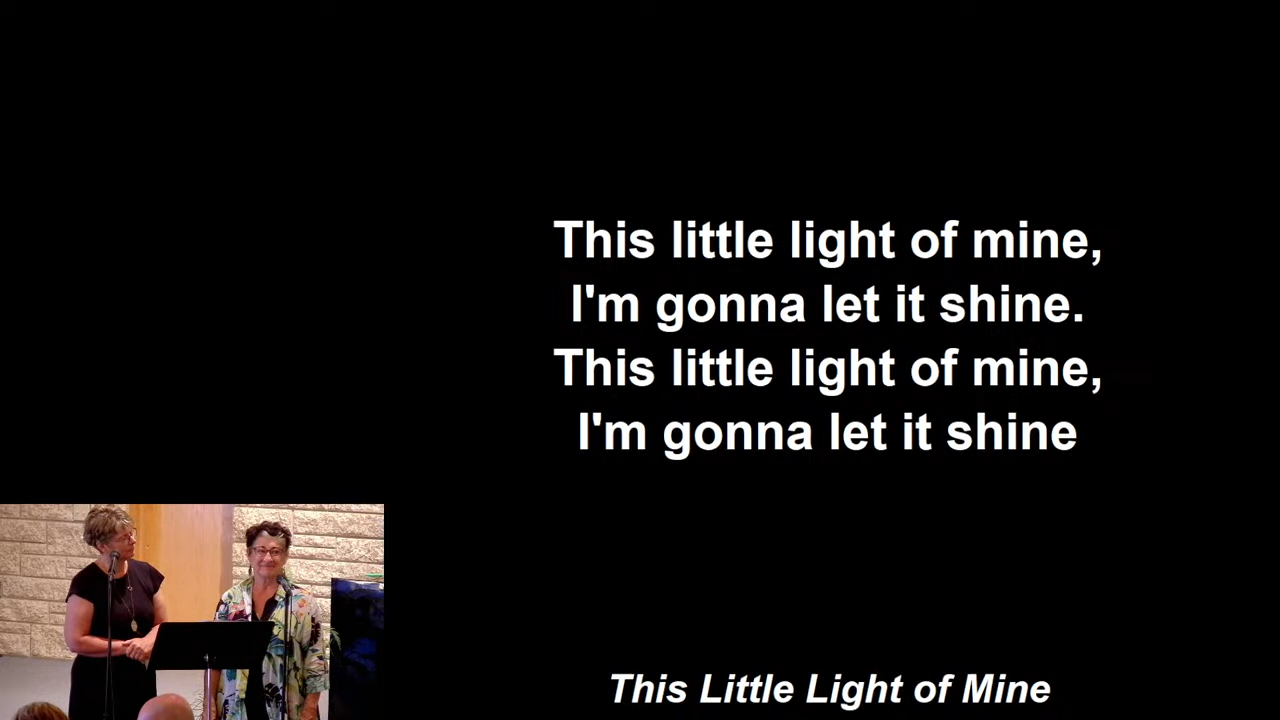 This little light of mine,
I'm gonna let it shine.
This little light of mine,
I'm gonna let it shine
This Little Light of Mine